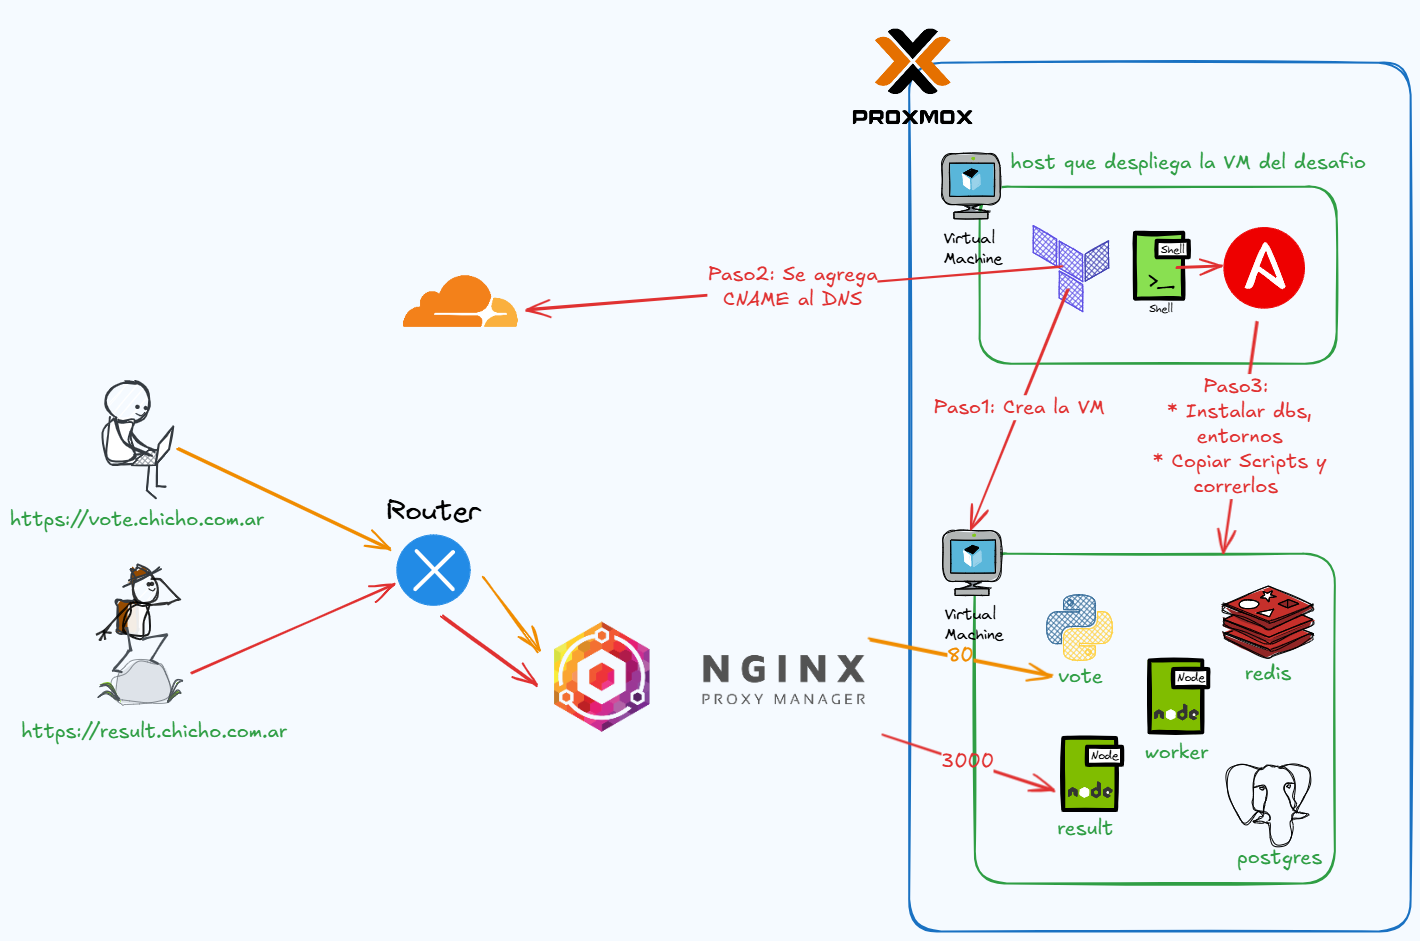 PROXMOX
host que despliega la VM del desafio
Virtual
Machine
Shell
>_
Shell
Paso2: Se agrega
CNAME al DNS
Paso1: Crea la VM
Paso3:
* Instalar dbs,
entornos
* Copiar Scripts y
correrlos
https://vote.chicho.com.ar
Router
https://result.chicho.com.ar
NGINX
PROXY MANAGER
Virtual
Machine
80
vote
redis
Node
node
worker
3000
Node
node
result
postgres